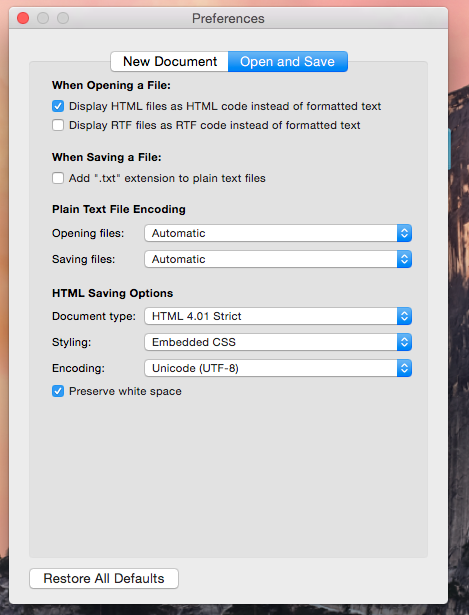 Preferences
New Document Open and Save
When Opening a File:
Display HTML files as HTML code instead of formatted text
Display RTF files as RTF code instead of formatted text
When Saving a File:
Add ".txt" extension to plain text files
Plain Text File Encoding
Opening files: Automatic
Saving files: Automatic
HTML Saving Options
Document type: HTML 4.01 Strict
Styling: Embedded CSS
Encoding: Unicode (UTF-8)
Preserve white space
Restore All Defaults